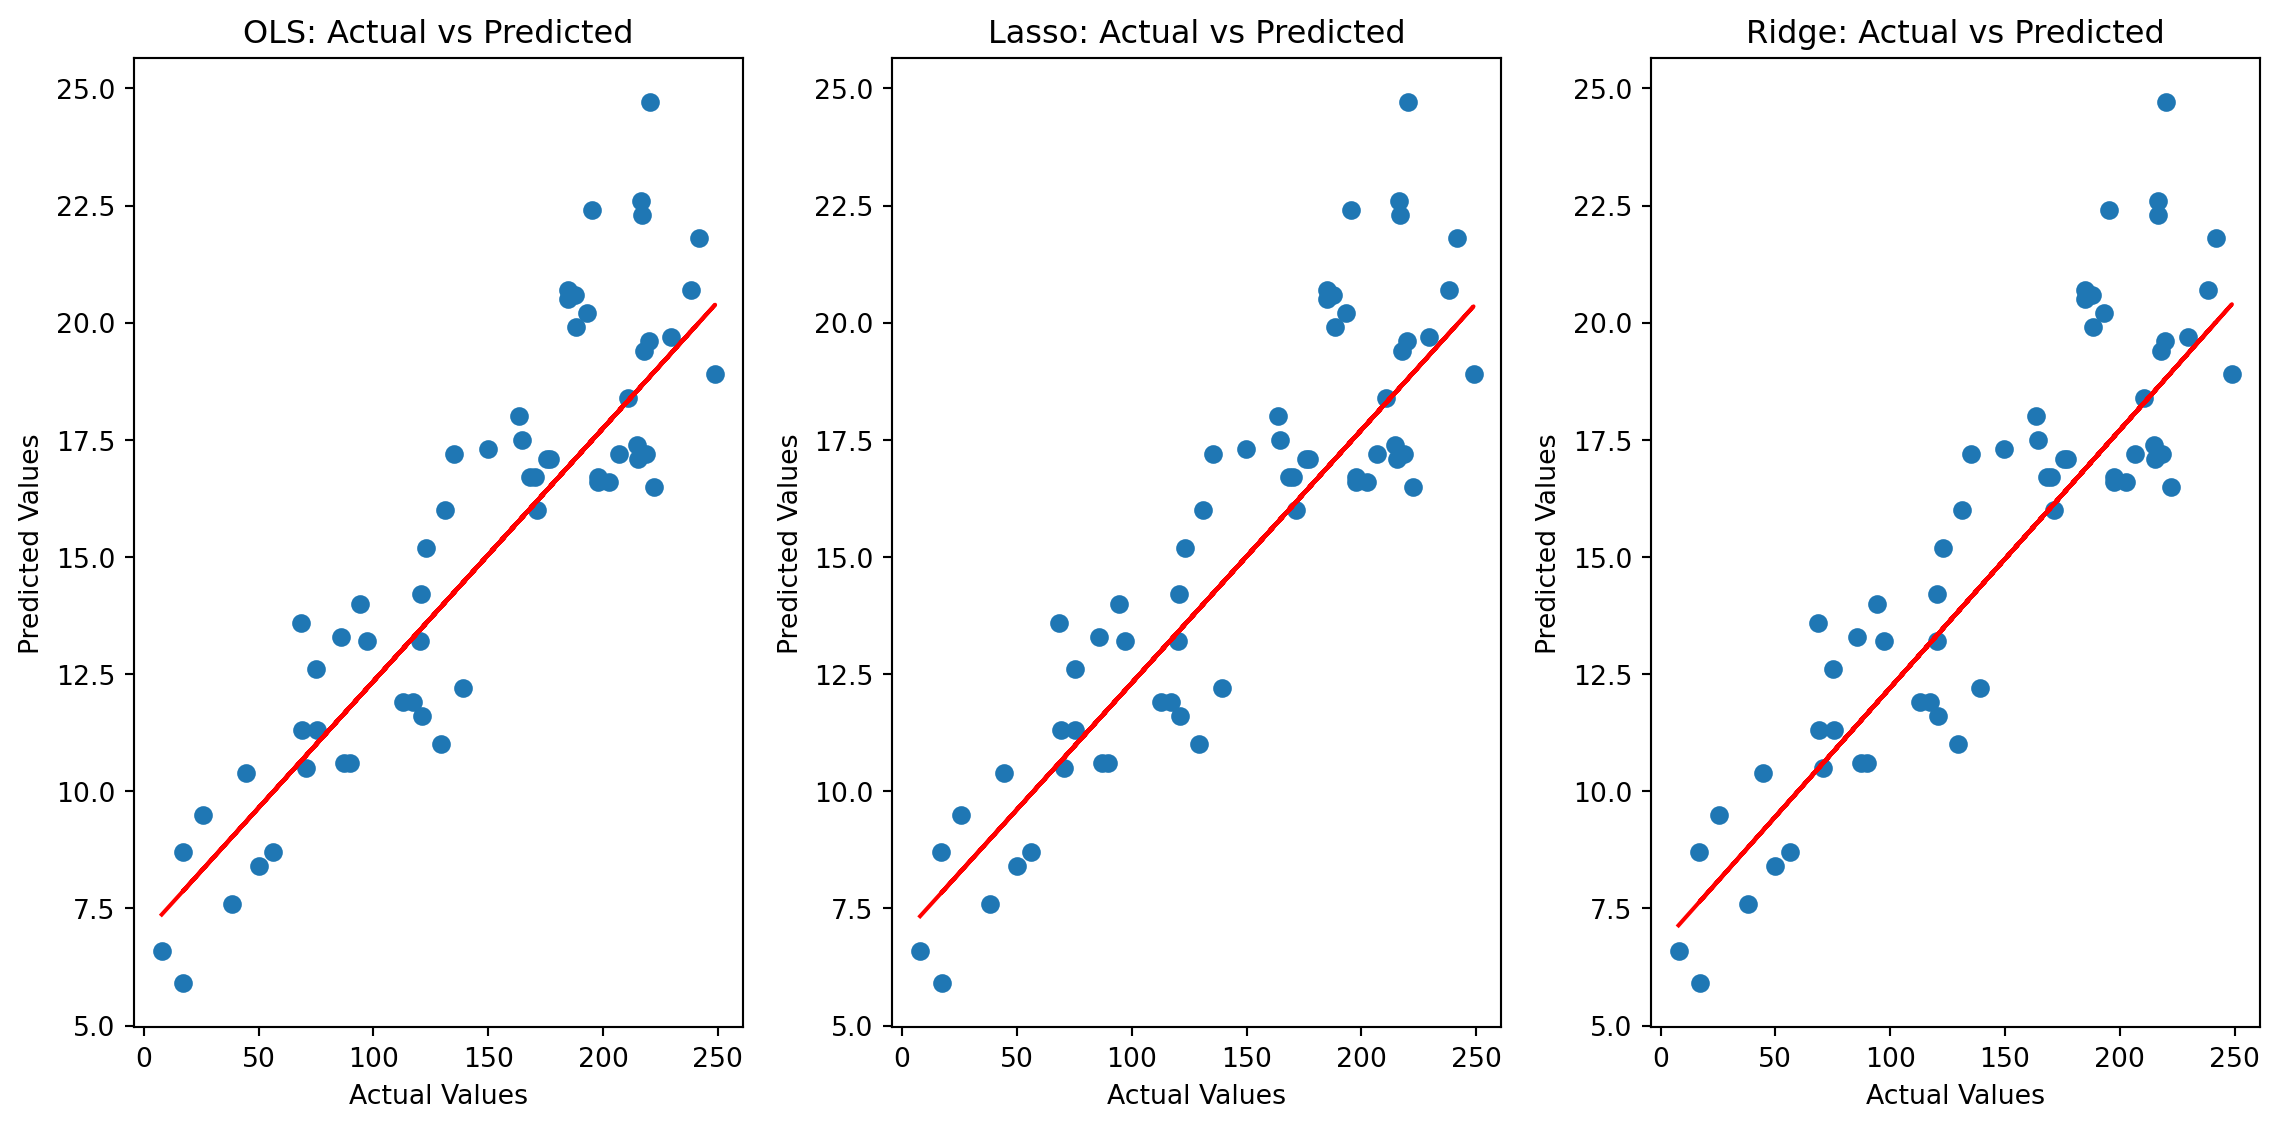 OLS: Actual vs Predicted
25.0
22.5
20.0
17.5
15.0
12.5
10.0
7.5
5.0
Predicted Values
0 50 100 150 200 250
Actual Values
Lasso: Actual vs Predicted
25.0
22.5
20.0
17.5
15.0
12.5
10.0
7.5
5.0
Predicted Values
0 50 100 150 200 250
Actual Values
Ridge: Actual vs Predicted
25.0
22.5
20.0
17.5
15.0
12.5
10.0
7.5
5.0
Predicted Values
0 50 100 150 200 250
Actual Values